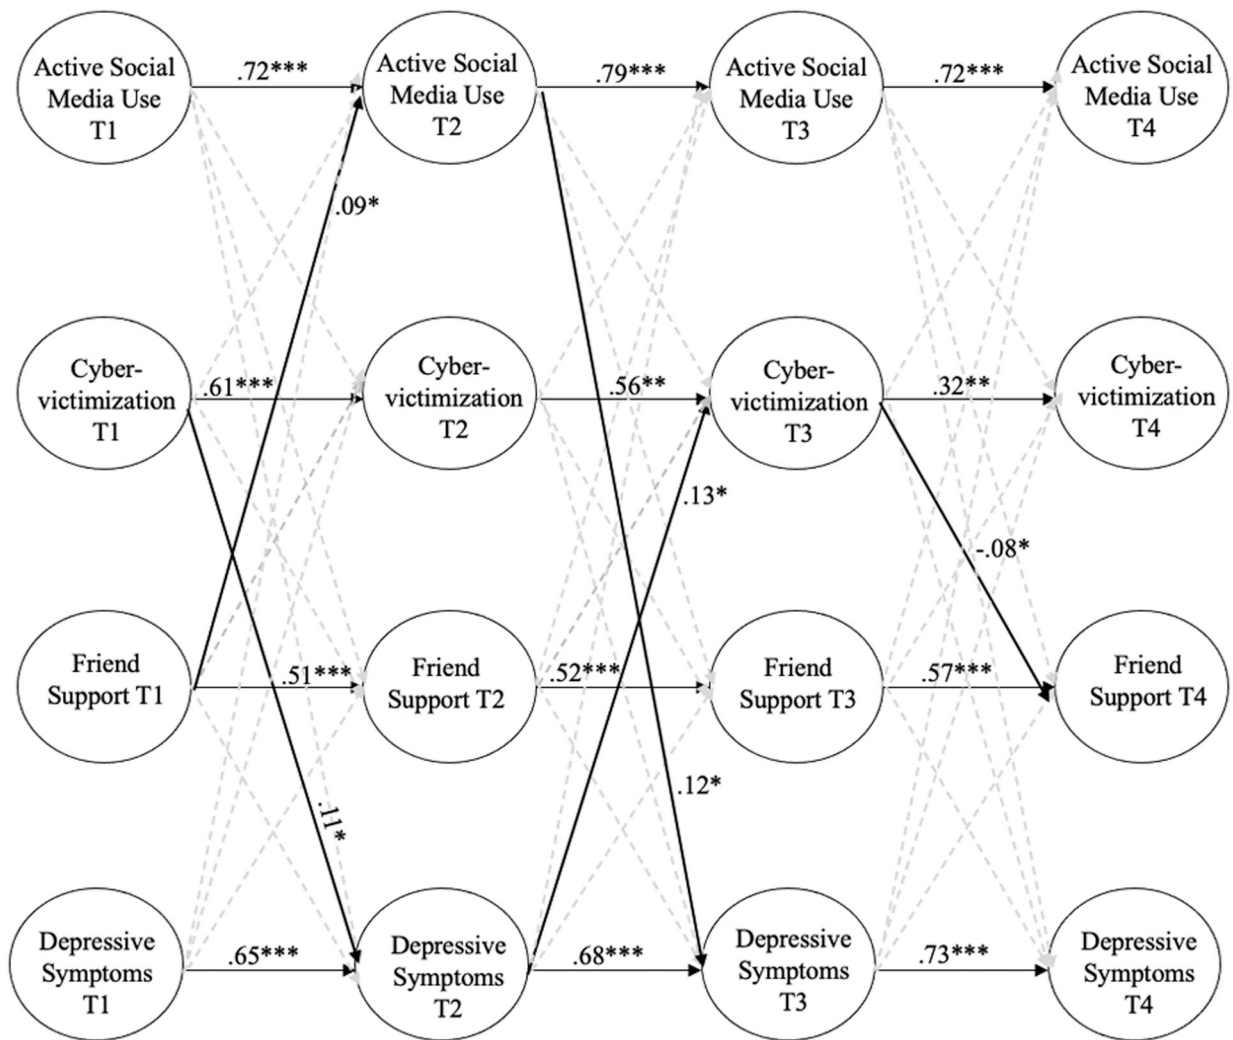 Active Social
Media Use
T1
.72***
Active Social
Media Use
T2
.79***
Active Social
Media Use
T3
.72***
Active Social
Media Use
T4
.09*
Cyber-
victimization
T1
.61***
Cyber-
victimization
T2
.56**
Cyber-
victimization
T3
.32**
Cyber-
victimization
T4
.13*
-.08*
Friend
Support T1
.51***
Friend
Support T2
.52***
Friend
Support T3
.57***
Friend
Support T4
.11*
.12*
Depressive
Symptoms
T1
.65***
Depressive
Symptoms
T2
.68***
Depressive
Symptoms
T3
.73***
Depressive
Symptoms
T4